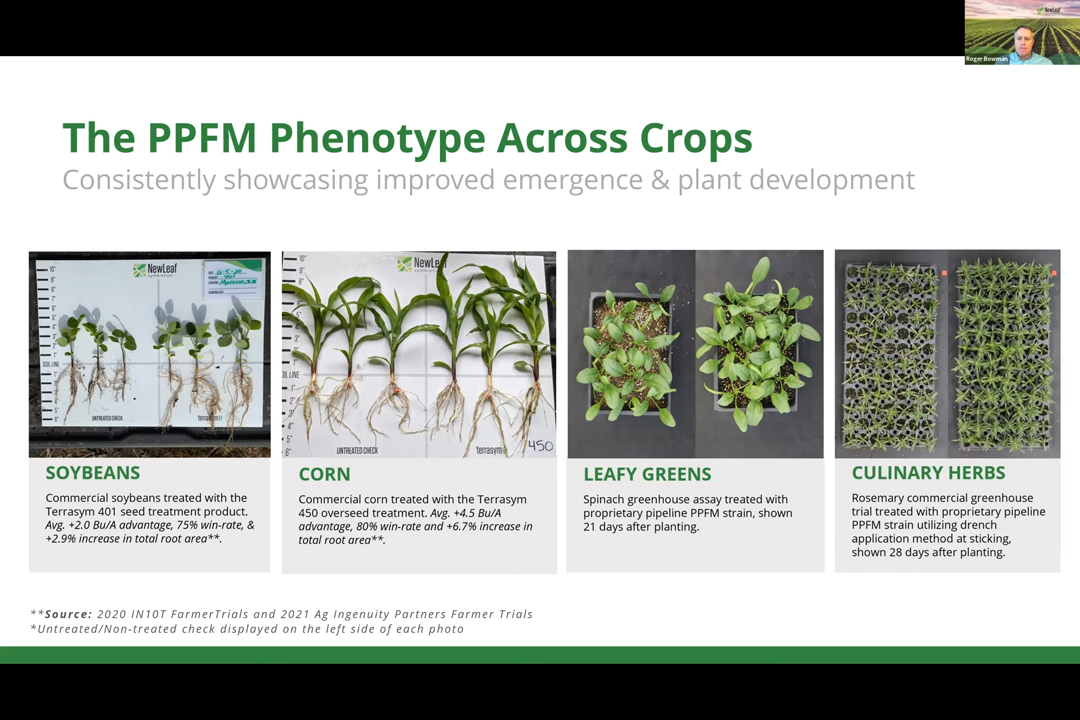 NewLeaf
Roger Bowman
The PPFM Phenotype Across Crops
Consistently showcasing improved emergence & plant development
NewLeaf
SOIL LINE
UNTREATED CHECK
NewLeaf
UNTREATED CHECK
terrasym
450
SOYBEANS
Commercial soybeans treated with the
Terrasym 401 seed treatment product.
Avg. +2.0 Bu/A advantage, 75% win-rate, &
+2.9% increase in total root area**.
CORN
Commercial corn treated with the Terrasym
450 overseed treatment. Avg. +4.5 Bu/A
advantage, 80% win-rate and +6.7% increase in
total root area**.
LEAFY GREENS
Spinach greenhouse assay treated with
proprietary pipeline PPFM strain, shown
21 days after planting.
CULINARY HERBS
Rosemary commercial greenhouse
trial treated with proprietary pipeline
PPFM strain utilizing drench
application method at sticking,
shown 28 days after planting.
**Source: 2020 IN10T FarmerTrials and 2021 Ag Ingenuity Partners Farmer Trials
*Untreated/Non-treated check displayed on the left side of each photo